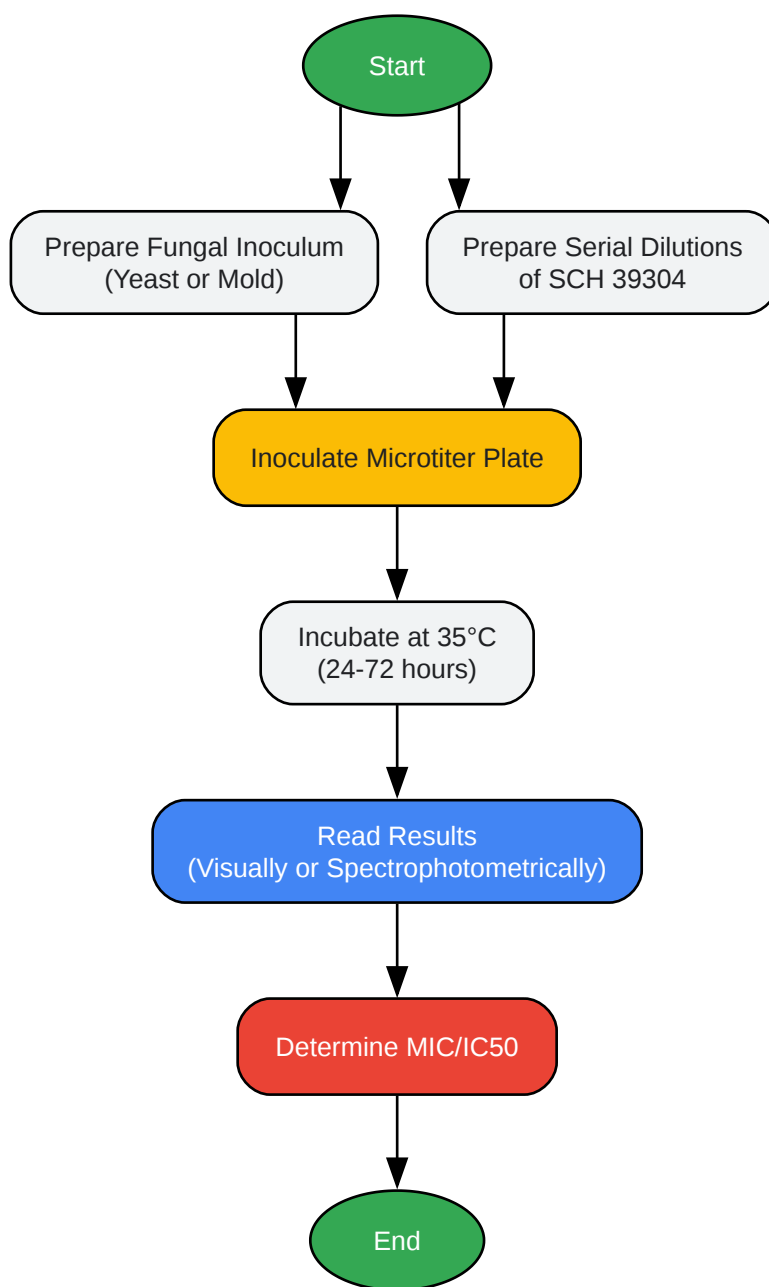 Start
Prepare Fungal Inoculum
(Yeast or Mold)
Prepare Serial Dilutions
of SCH 39304
Inoculate Microtiter Plate
Incubate at 35°C
(24-72 hours)
Read Results
(Visually or Spectrophotometrically)
Determine MIC/IC50
End